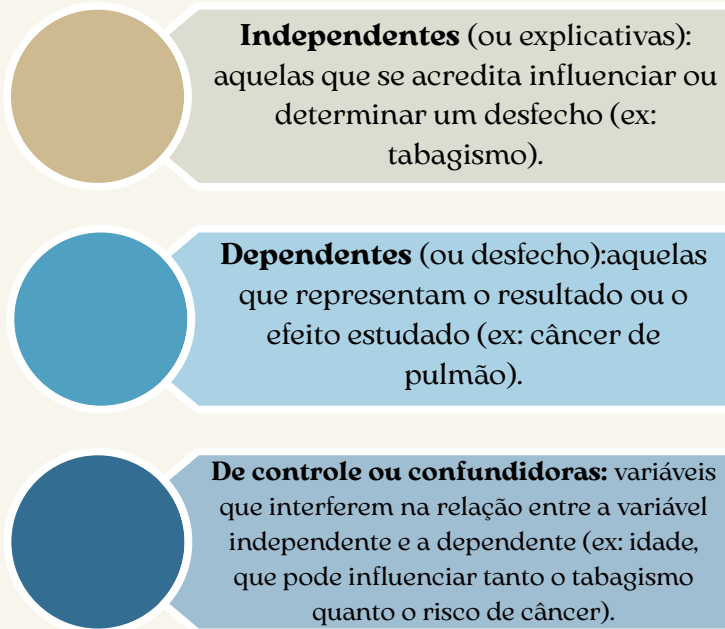 Independentes (ou explicativas):
aquelas que se acredita influenciar ou
determinar um desfecho (ex:
tabagismo).
Dependentes (ou desfecho):aquelas
que representam o resultado ou o
efeito estudado (ex: câncer de
pulmão).
De controle ou confundidoras: variáveis
que interferem na relação entre a variável
independente e a dependente (ex: idade,
que pode influenciar tanto o tabagismo
quanto o risco de câncer).